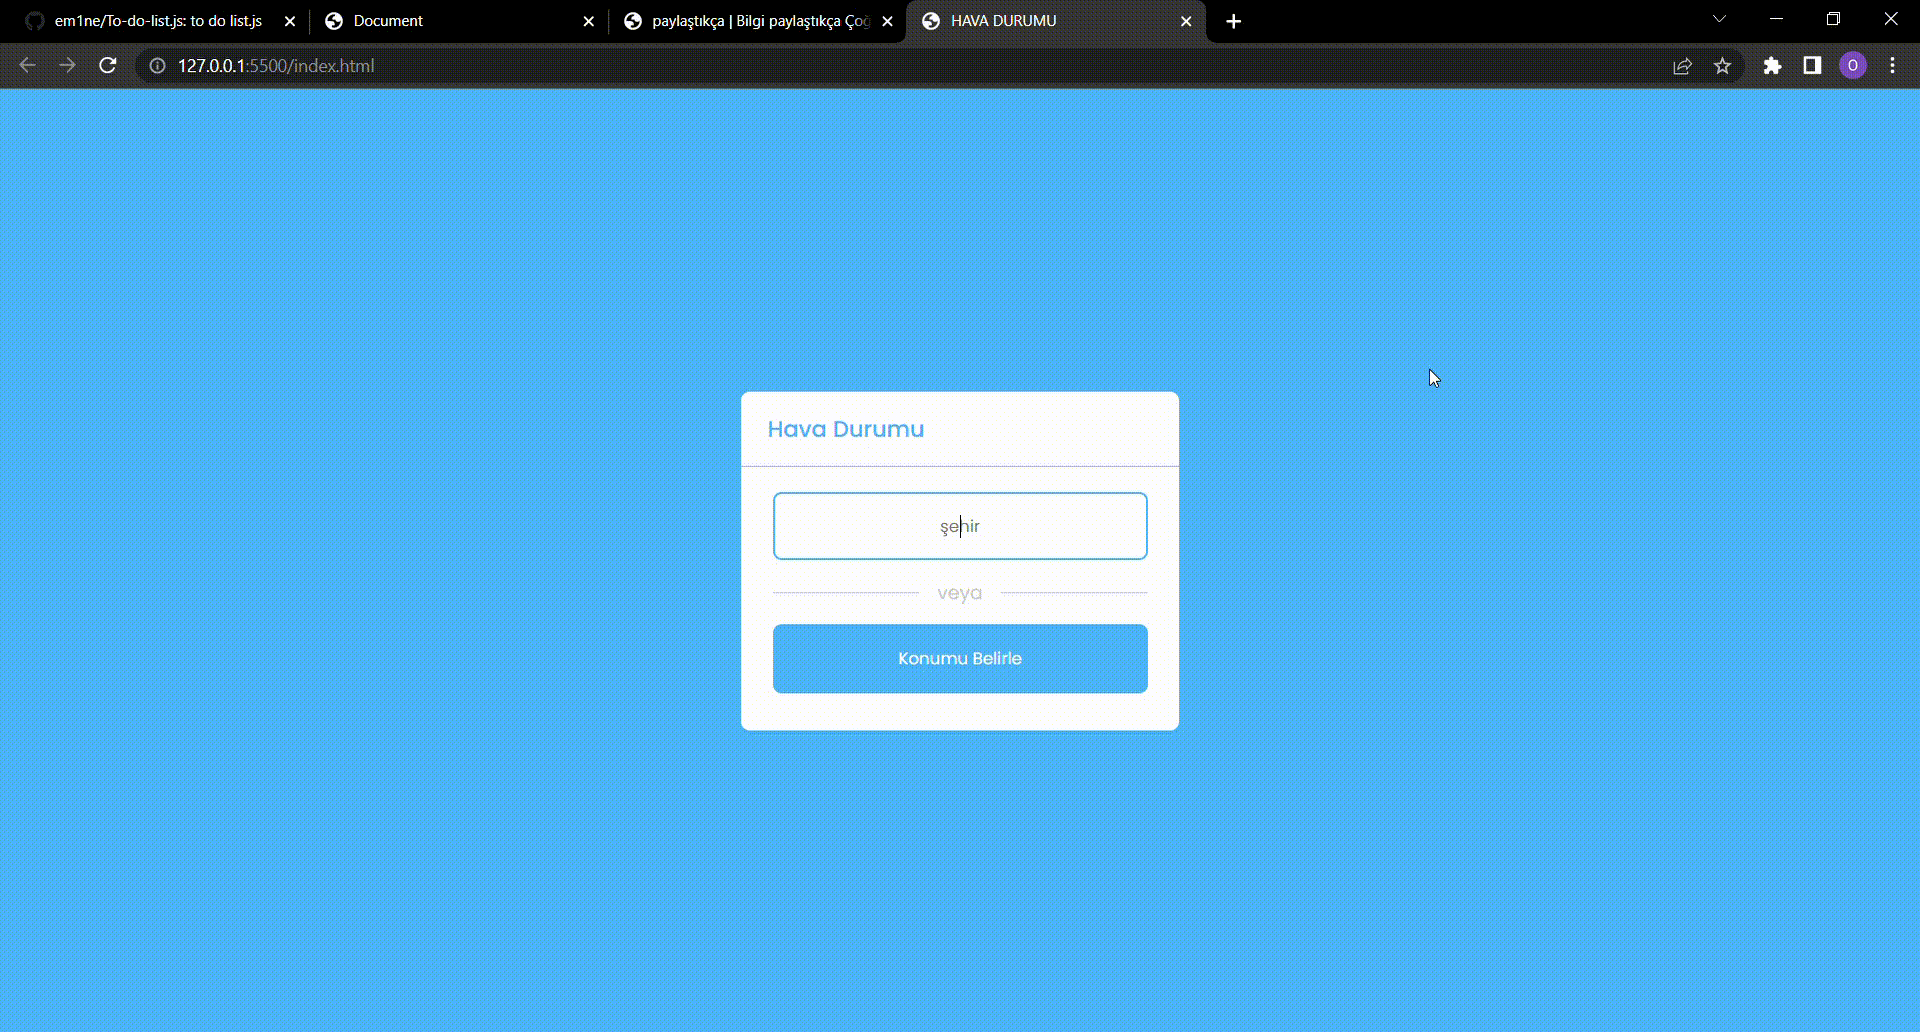 em1ne/To-do-list.js: to do list.js
Document
paylaştıkça | Bilgi paylaştıkça Çoğ
HAVA DURUMU
127.0.0.1:5500/index.html
O
Hava Durumu
şehir
veya
Konumu Belirle